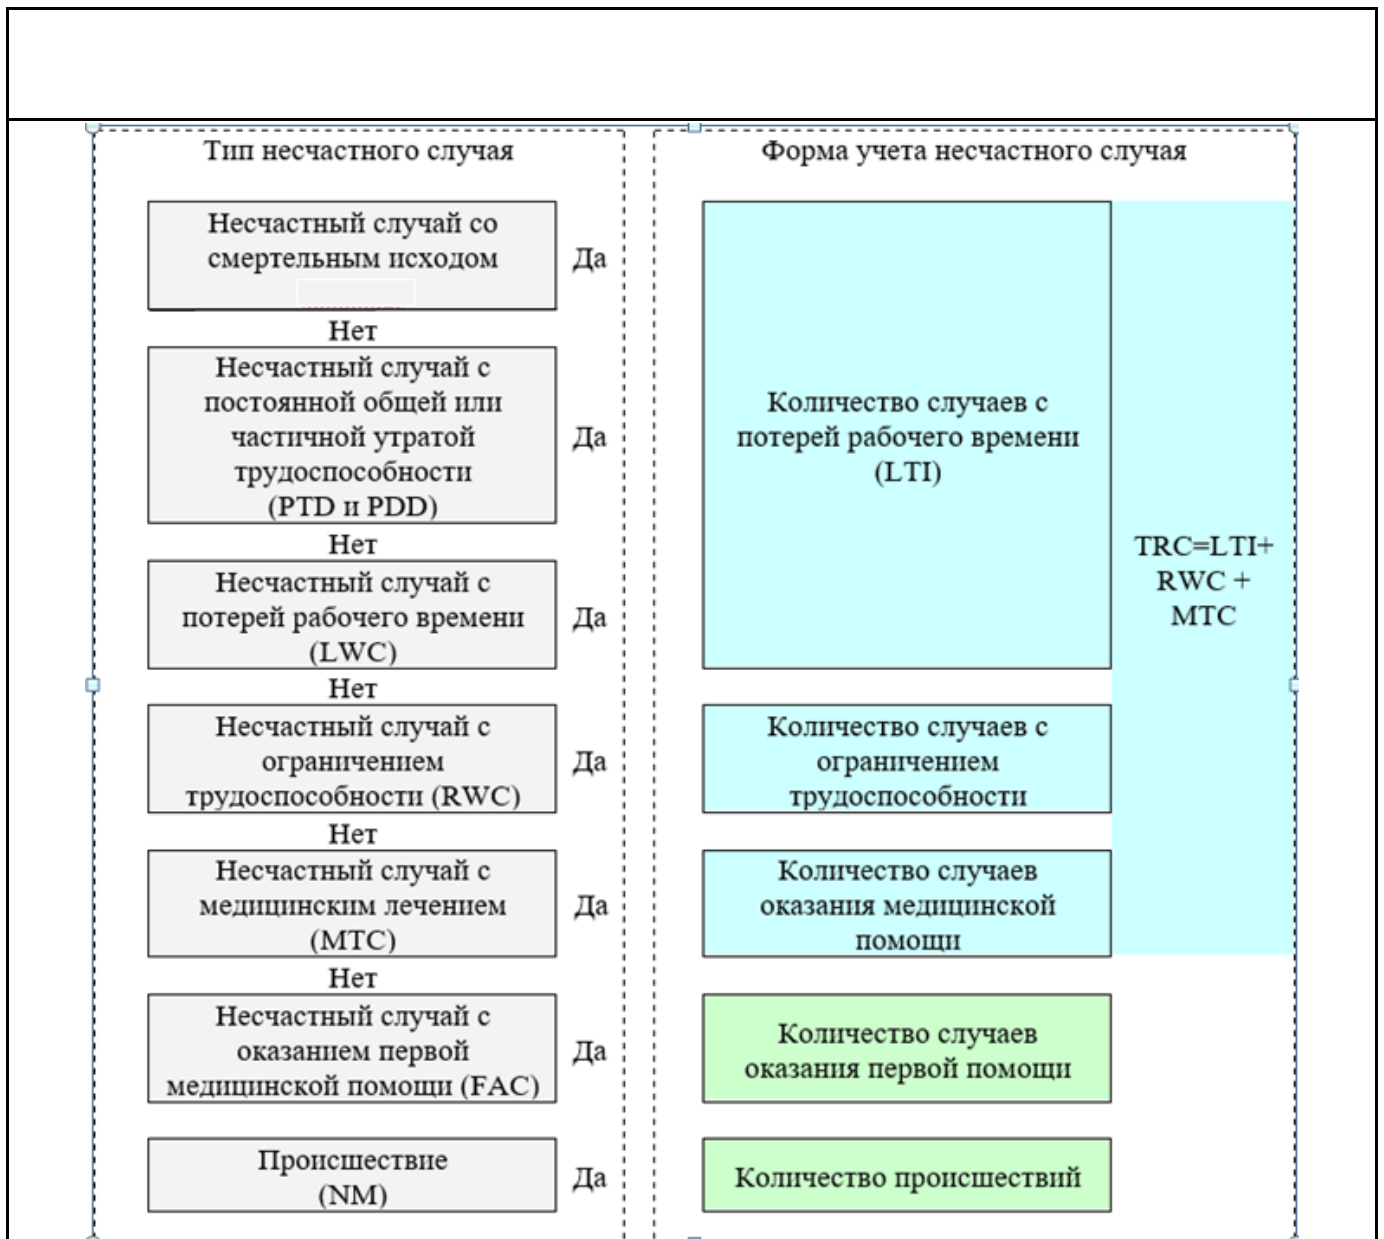 Тип несчастного случая
Форма учета несчастного случая
Несчастный случай со
смертельным исходом
Да
Нет
Несчастный случай с
постоянной общей или
частичной утратой
трудоспособности
(PTD и PDD)
Да
Количество случаев с
потерей рабочего времени
(LTI)
Нет
Несчастный случай с
потерей рабочего времени
(LWC)
Да
TRC=LTI+
RWC +
MTC
Нет
Несчастный случай с
ограничением
трудоспособности (RWC)
Да
Количество случаев с
ограничением
трудоспособности
Нет
Несчастный случай с
медицинским лечением
(MTC)
Да
Количество случаев
оказания медицинской
помощи
Нет
Несчастный случай с
оказанием первой
медицинской помощи (FAC)
Да
Количество случаев
оказания первой помощи
Происшествие
(NM)
Да
Количество происшествий